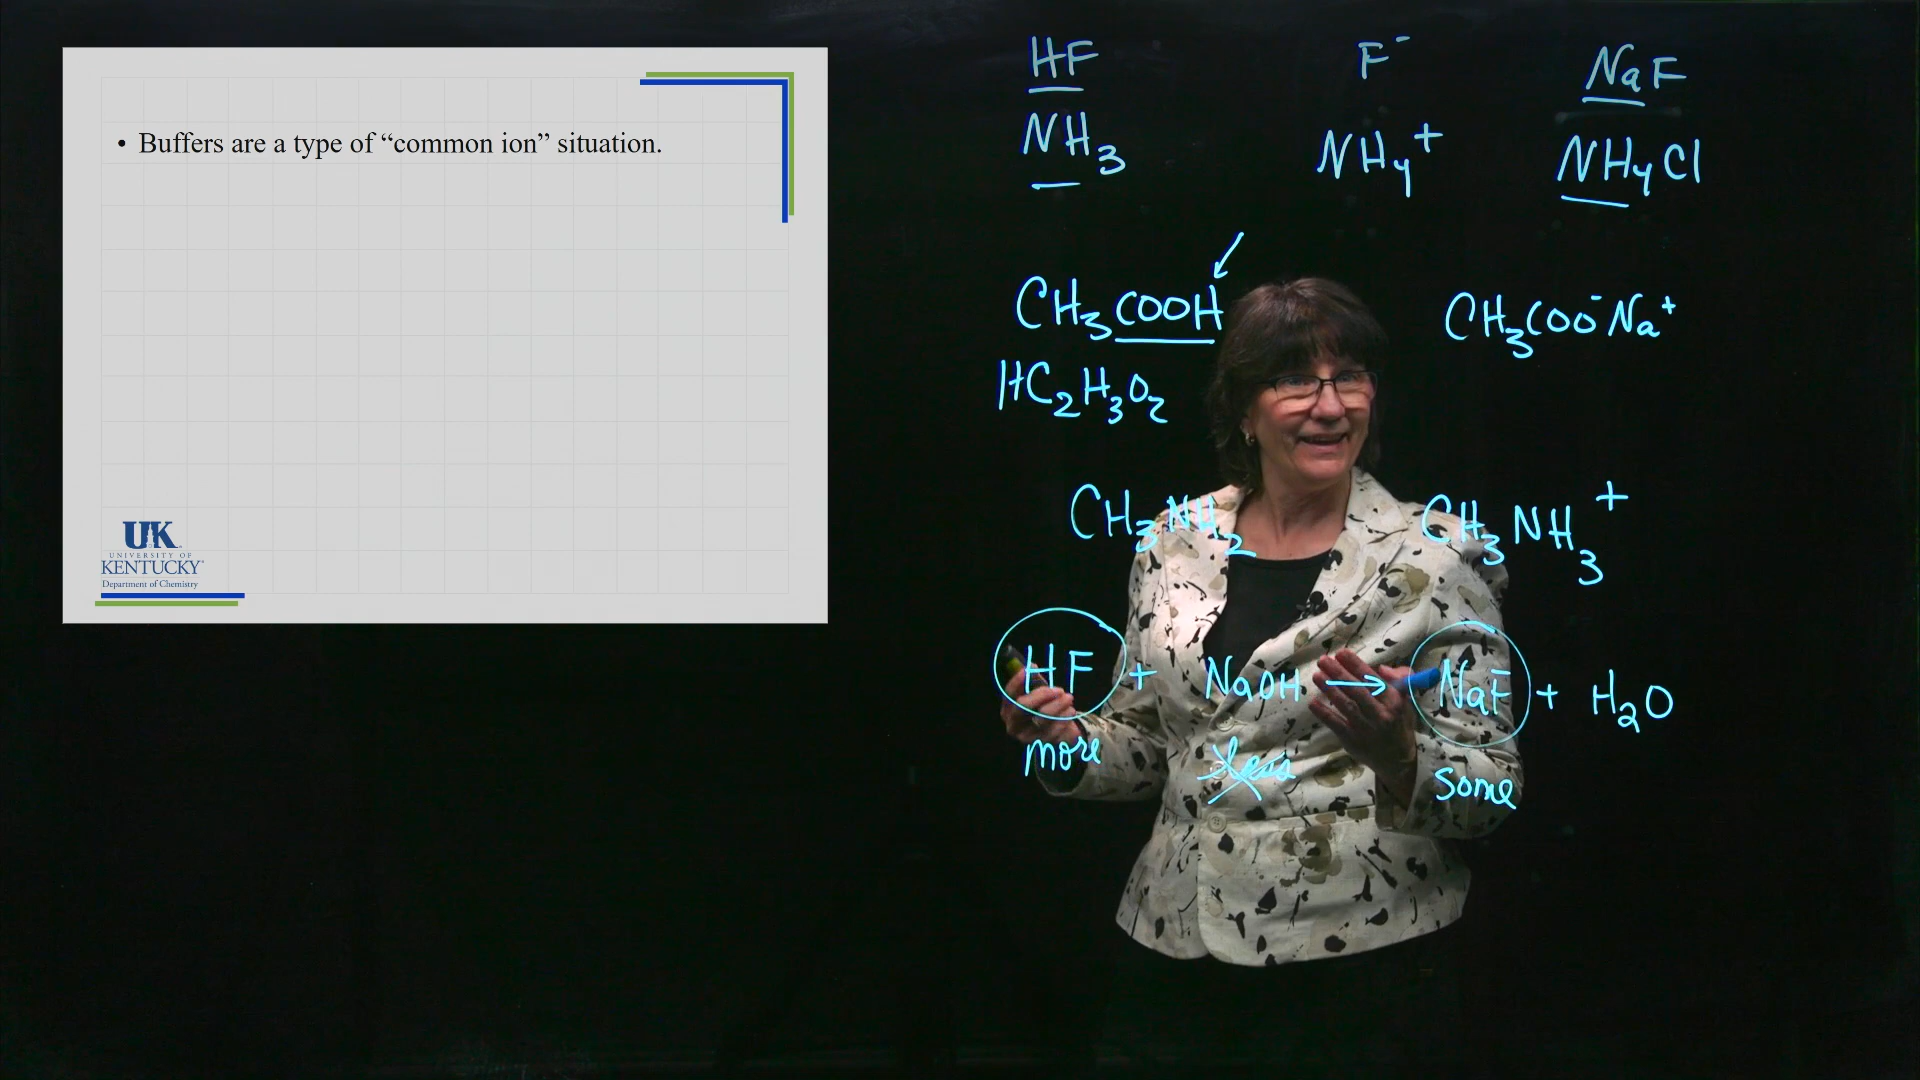 • Buffers are a type of “common ion” situation.
UK
UNIVERSITY OF
KENTUCKY
Department of Chemistry
HF F⁻ NaF
NH₃ NH₄⁺ NH₄Cl
CH₃COOH CH₃COO⁻Na⁺
HC₂H₃O₂
CH₃NH₂ CH₃NH₃⁺
HF + NaOH → NaF + H₂O
more less some